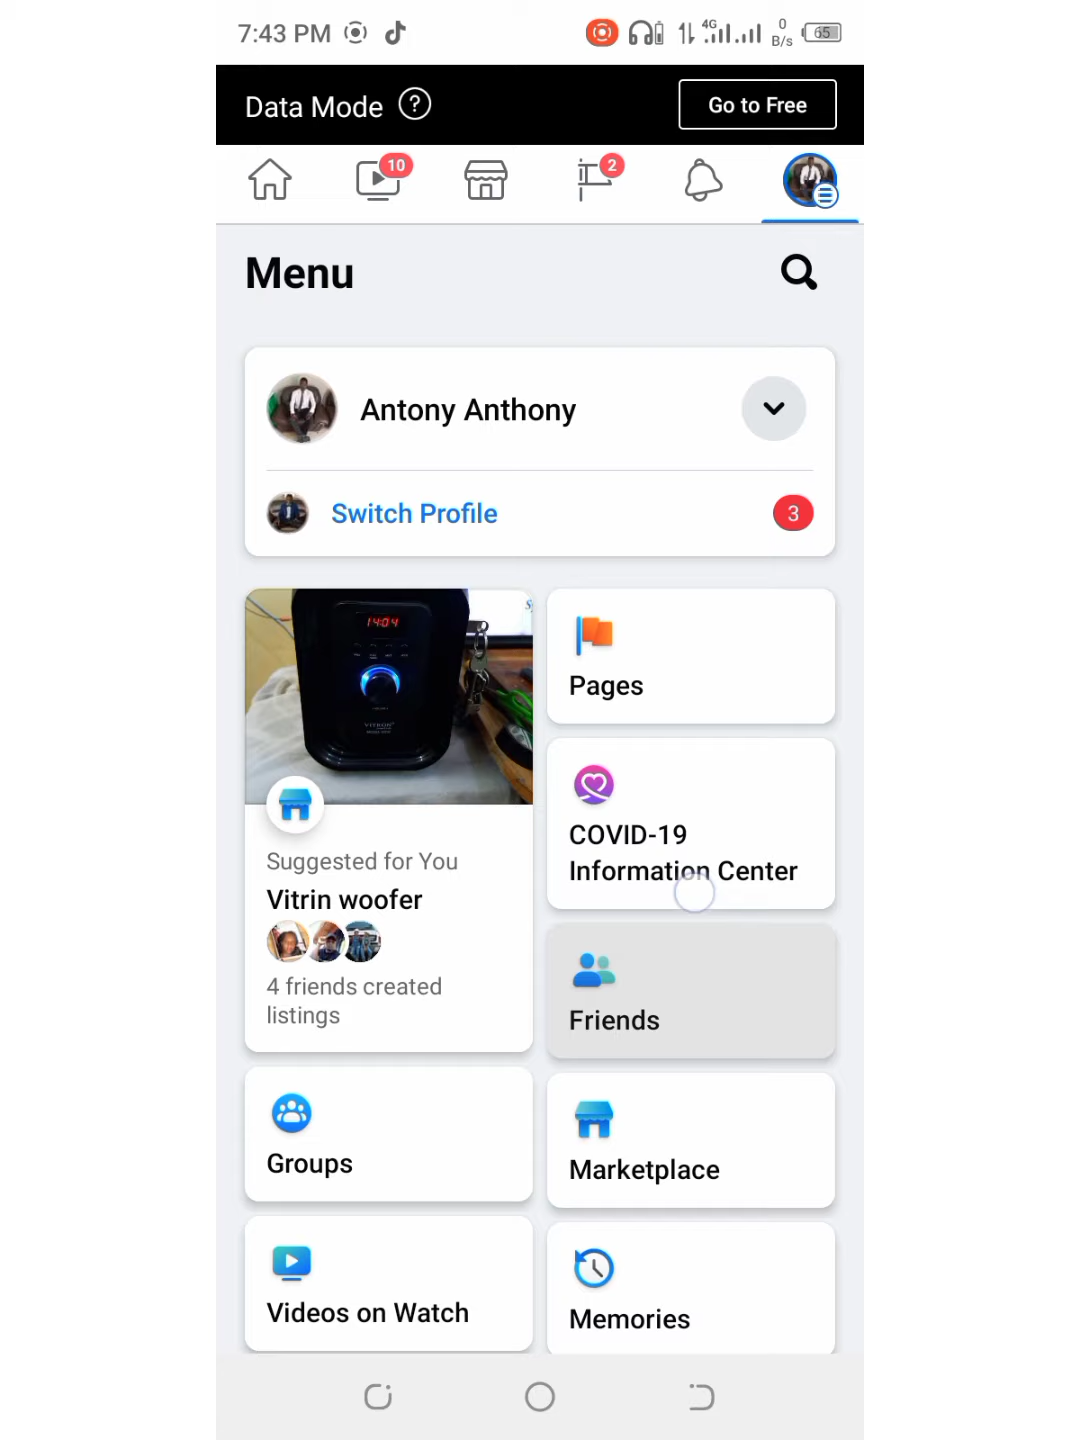 7:43 PM 4G 0 B/s 65
Data Mode ? Go to Free
10 2
Menu
Antony Anthony
Switch Profile 3
14:04
Suggested for You
Vitrin woofer
4 friends created
listings
Pages
COVID-19
Information Center
Friends
Groups
Marketplace
Videos on Watch
Memories